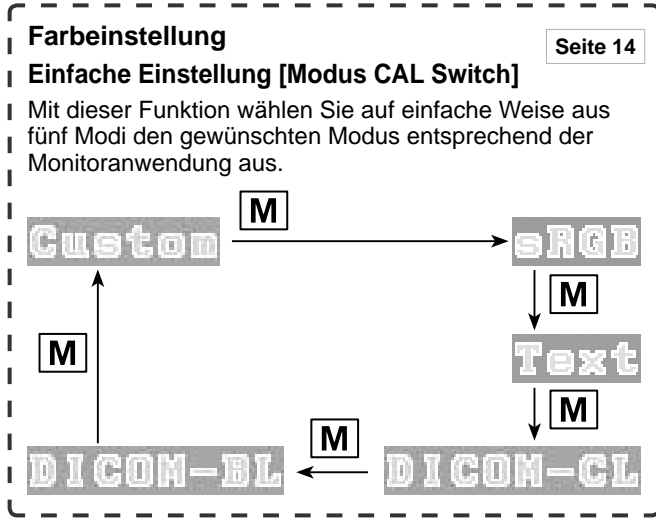 Farbeinstellung
Seite 14
Einfache Einstellung [Modus CAL Switch]
Mit dieser Funktion wählen Sie auf einfache Weise aus
fünf Modi den gewünschten Modus entsprechend der
Monitoranwendung aus.
M
Custom
sRGB
M
M
Text
M
M
DICOM-BL
DICOM-CL